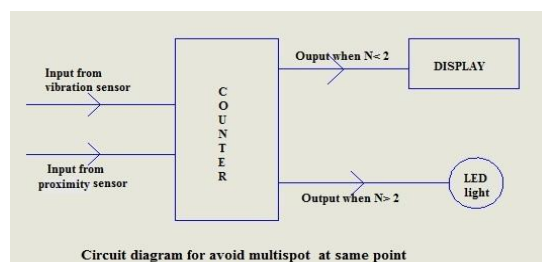 Input from
vibration sensor
Input from
proximity sensor
COUNTER
Ouput when N< 2
DISPLAY
Output when N> 2
LED
light
Circuit diagram for avoid multispot at same point